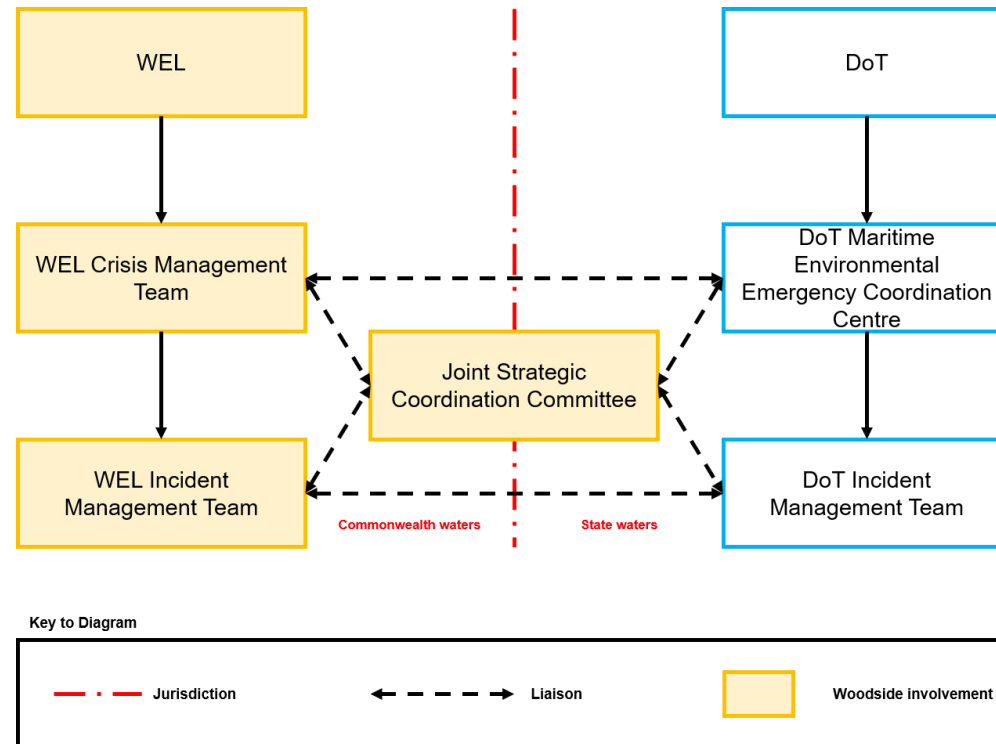 WEL
DoT
WEL Crisis Management
Team
DoT Maritime
Environmental
Emergency Coordination
Centre
Joint Strategic
Coordination Committee
WEL Incident
Management Team
DoT Incident
Management Team
Commonwealth waters
State waters
Key to Diagram
Jurisdiction
Liaison
Woodside involvement